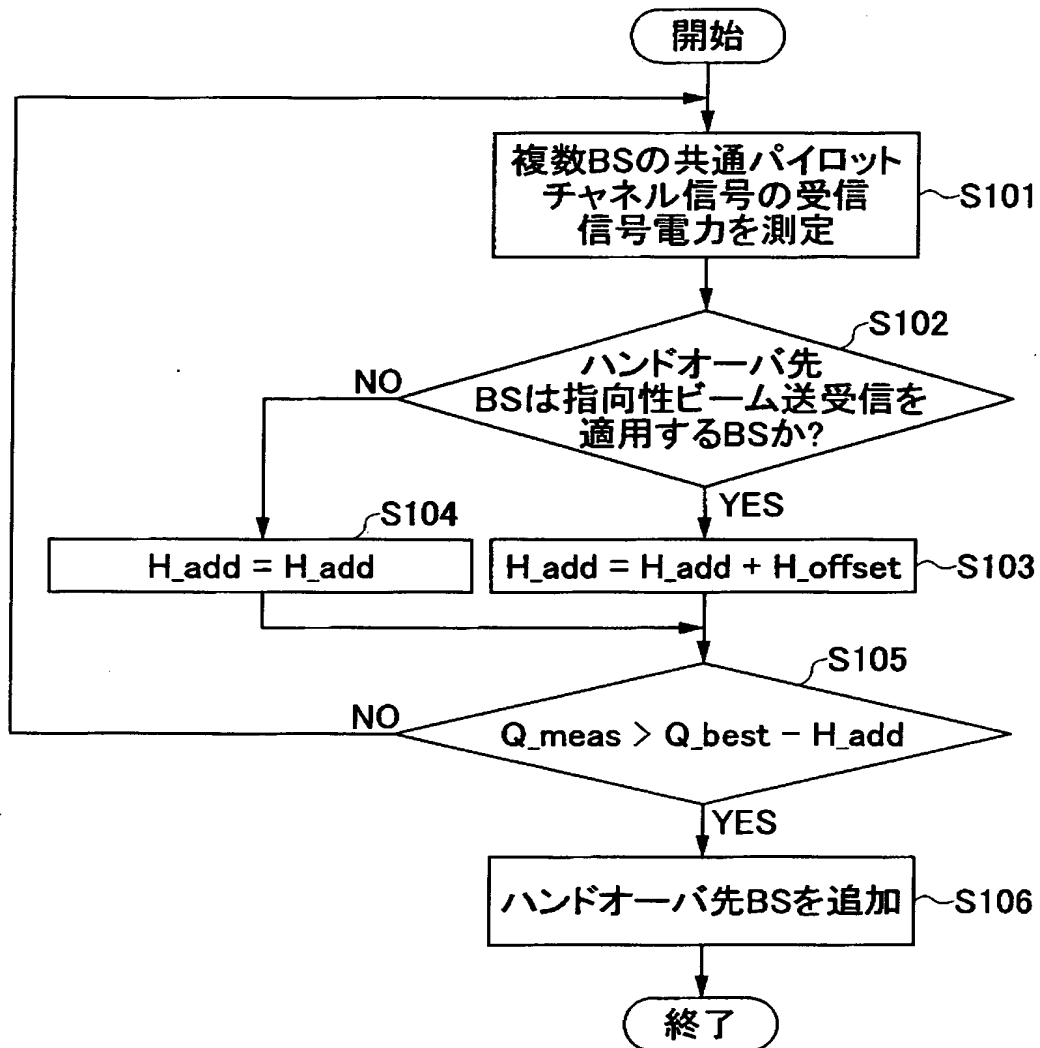 開始
複数BSの共通パイロット
チャネル信号の受信
信号電力を測定
S101
S102
ハンドオーバ先
BSは指向性ビーム送受信を
適用するBSか?
NO
YES
S104
H_add = H_add
H_add = H_add + H_offset
S103
S105
NO
Q_meas > Q_best − H_add
YES
ハンドオーバ先BSを追加
S106
終了